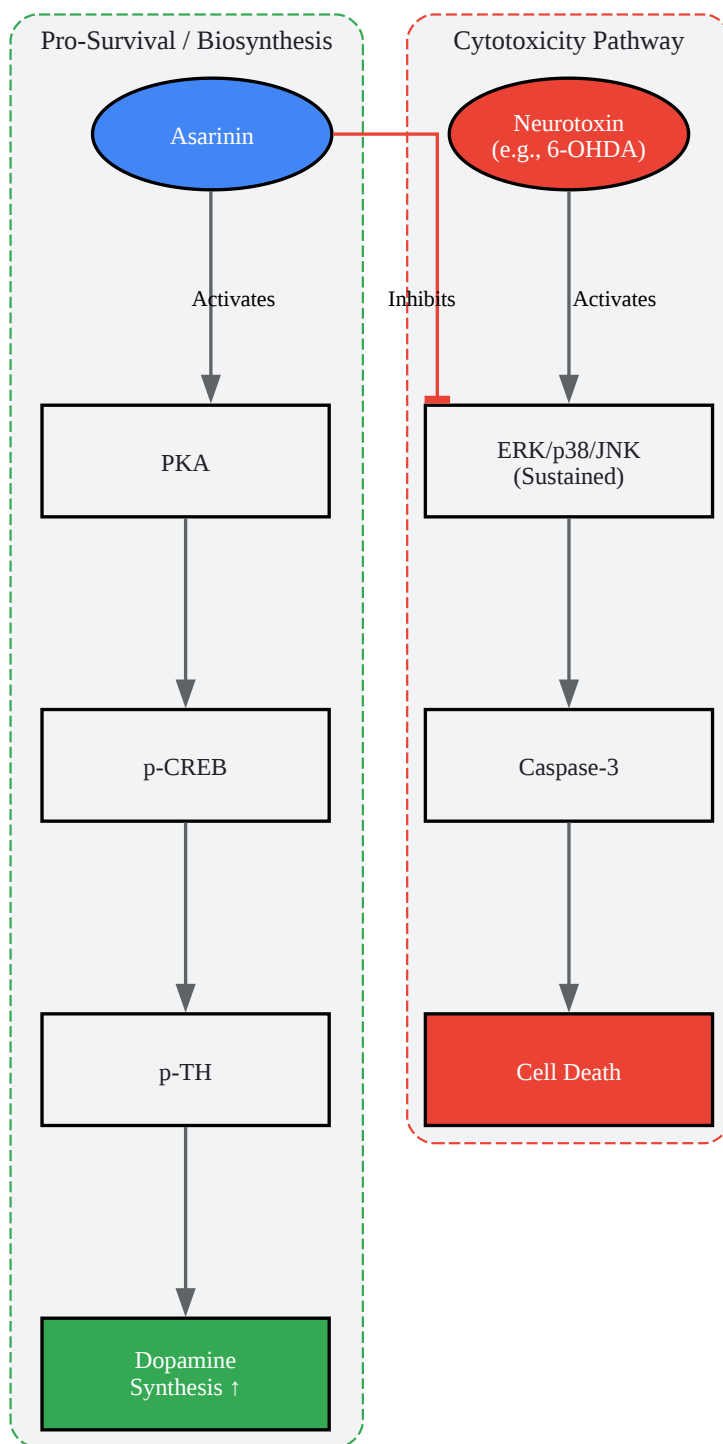 Pro-Survival / Biosynthesis
Asarinin
Activates
PKA
p-CREB
p-TH
Dopamine
Synthesis ↑
Inhibits
Cytotoxicity Pathway
Neurotoxin
(e.g., 6-OHDA)
Activates
ERK/p38/JNK
(Sustained)
Caspase-3
Cell Death